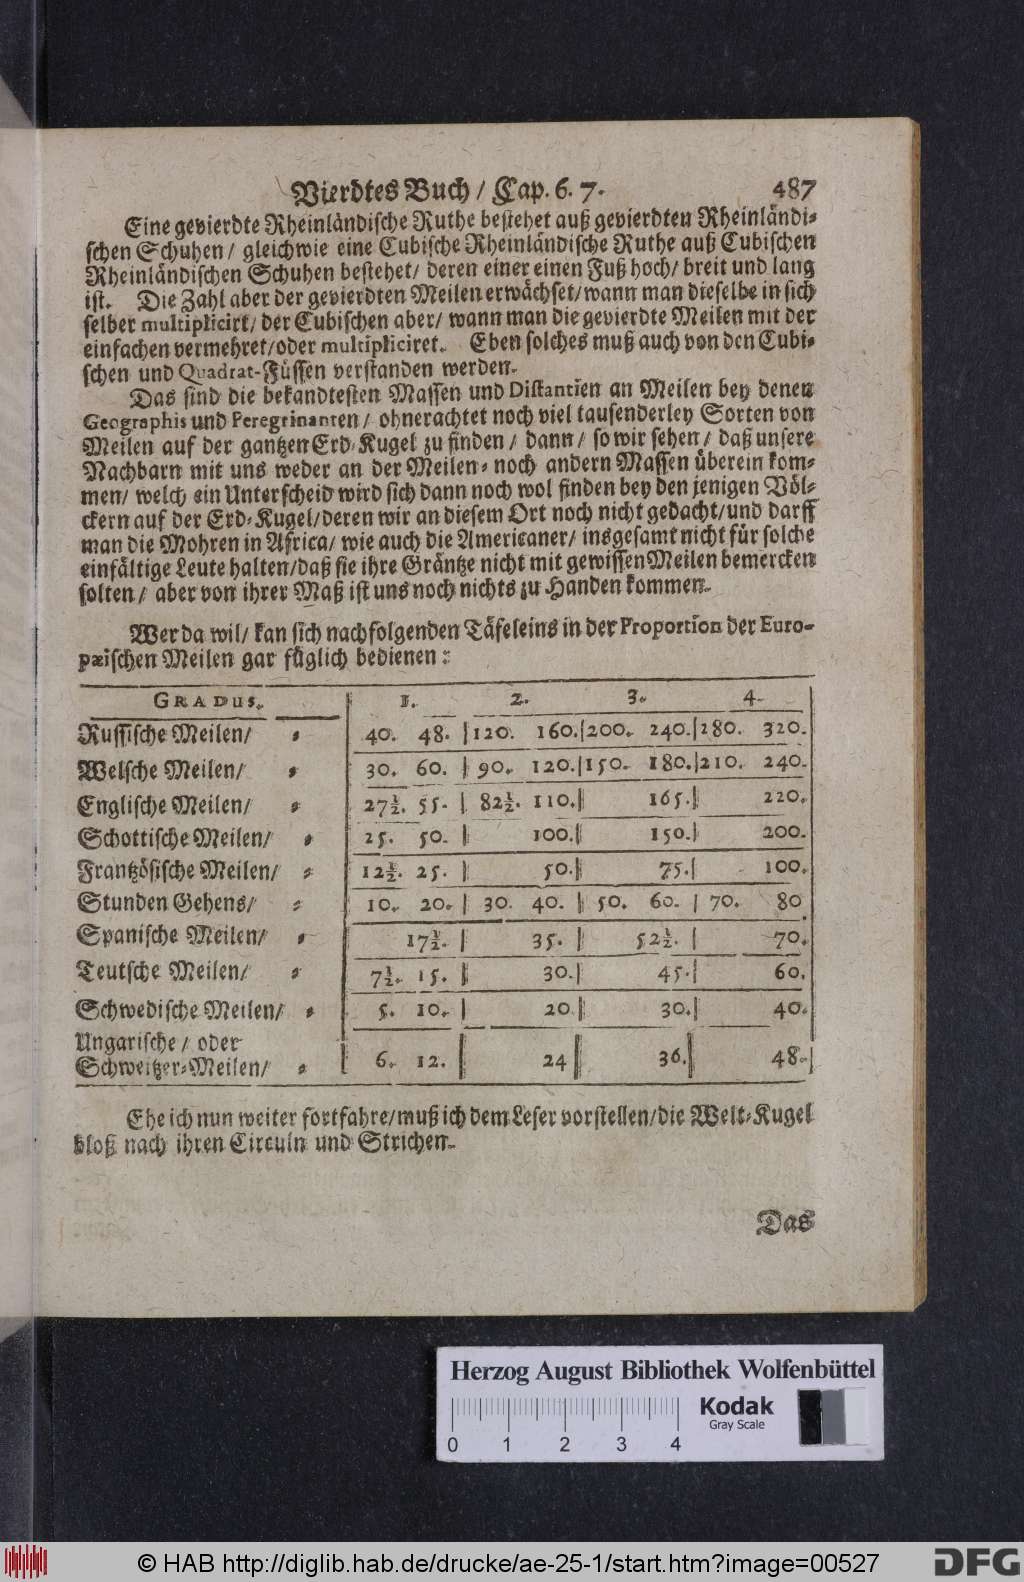 Vierdtes Buch / Cap. 6. 7. 487
Eine gevierdte Rheinländische Ruthe bestehet auß gevierdten Rheinländi-
schen Schuhen / gleichwie eine Cubische Rheinländische Ruthe auß Cubischen
Rheinländischen Schuhen bestehet / deren einer einen Fuß hoch / breit und lang
ist. Die Zahl aber der gevierdten Meilen erwächset / wann man dieselbe in sich
selber multiplicirt / der Cubischen aber / wann man die gevierdte Meilen mit der
einfachen vermehret / oder multipliciret. Eben solches muß auch von den Cubi-
schen und Quadrat-Füssen verstanden werden.
Das sind die bekandtesten Massen und Distantien an Meilen bey denen
Geographis und Peregrinanten / ohnerachtet noch viel tausenderley Sorten von
Meilen auf der gantzen Erd-Kugel zu finden / dann / so wir sehen / daß unsere
Nachbarn mit uns weder an der Meilen- noch andern Massen überein kom-
men / welch ein Unterscheid wird sich dann noch wol finden bey den jenigen Völ-
ckern auf der Erd-Kugel / deren wir an diesem Ort noch nicht gedacht / und darff
man die Mohren in Africa / wie auch die Americaner / insgesamt nicht für solche
einfältige Leute halten / daß sie ihre Gräntze nicht mit gewissen Meilen bemercken
solten / aber von ihrer Maß ist uns noch nichts zu Handen kommen.
Wer da wil / kan sich nachfolgenden Täfeleins in der Proportion der Euro-
pæischen Meilen gar füglich bedienen:
GRADUS. 1. 2. 3. 4.
Russische Meilen / 40. 48. 120. 160. 200. 240. 280. 320.
Welsche Meilen / 30. 60. 90. 120. 150. 180. 210. 240.
Englische Meilen / 27½. 55. 82½. 110. 165. 220.
Schottische Meilen / 25. 50. 100. 150. 200.
Frantzösische Meilen / 12½. 25. 50. 75. 100.
Stunden Gehens / 10. 20. 30. 40. 50. 60. 70. 80
Spanische Meilen / 17½. 35. 52½. 70.
Teutsche Meilen / 7½. 15. 30. 45. 60.
Schwedische Meilen / 5. 10. 20 30. 40.
Ungarische / oder
Schweitzer-Meilen / 6. 12. 24 36. 48.
Ehe ich nun weiter fortfahre / muß ich dem Leser vorstellen / die Welt-Kugel
bloß nach ihren Circuln und Strichen.
Das
Herzog August Bibliothek Wolfenbüttel
Kodak
Gray Scale
0 1 2 3 4
© HAB http://diglib.hab.de/drucke/ae-25-1/start.htm?image=00527
DFG